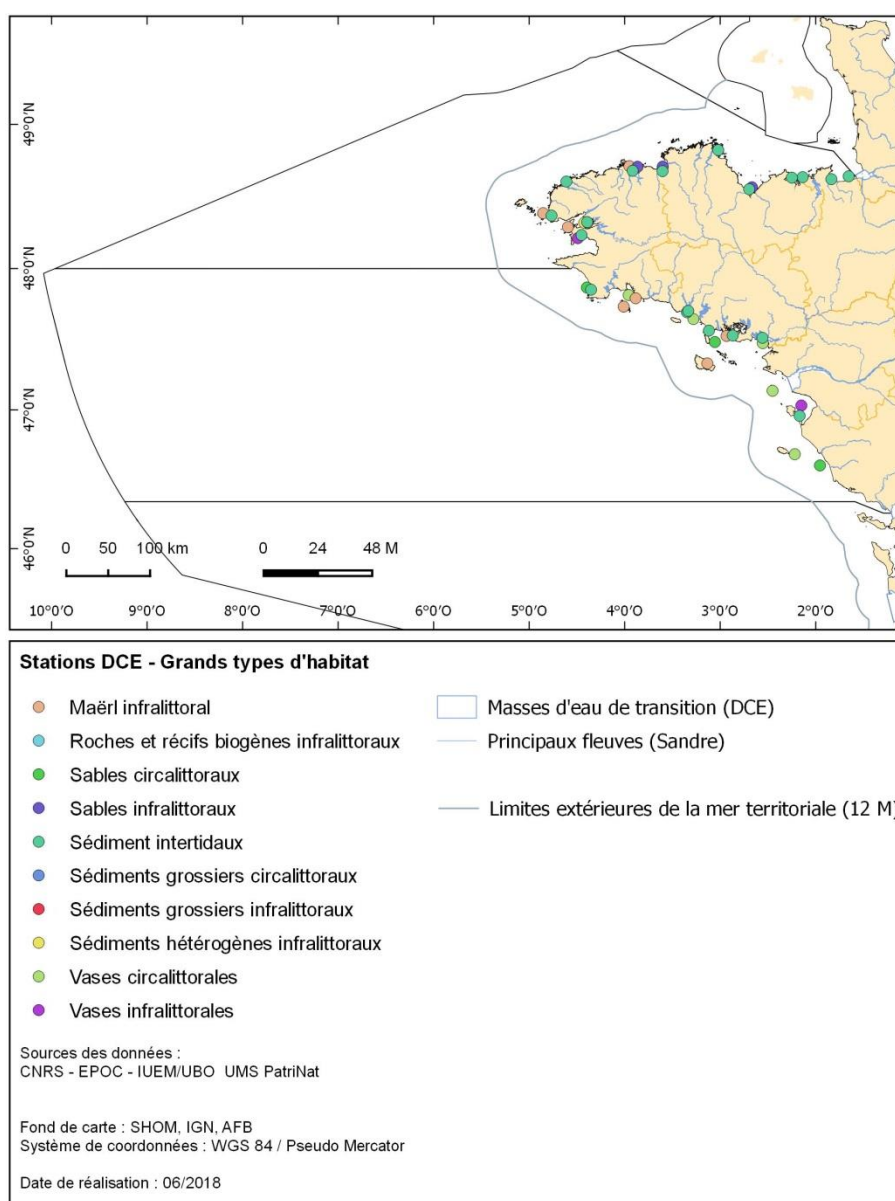 49°0'N
48°0'N
47°0'N
46°0'N
0 50 100 km
0 24 48 M
10°0'O 9°0'O 8°0'O 7°0'O 6°0'O 5°0'O 4°0'O 3°0'O 2°0'O
Stations DCE - Grands types d'habitat
Maërl infralittoral
Roches et récifs biogènes infralittoraux
Sables circalittoraux
Sables infralittoraux
Sédiment intertidaux
Sédiments grossiers circalittoraux
Sédiments grossiers infralittoraux
Sédiments hétérogènes infralittoraux
Vases circalittorales
Vases infralittorales
Masses d'eau de transition (DCE)
Principaux fleuves (Sandre)
Limites extérieures de la mer territoriale (12 M)
Sources des données :
CNRS - EPOC - IUEM/UBO UMS PatriNat
Fond de carte : SHOM, IGN, AFB
Système de coordonnées : WGS 84 / Pseudo Mercator
Date de réalisation : 06/2018